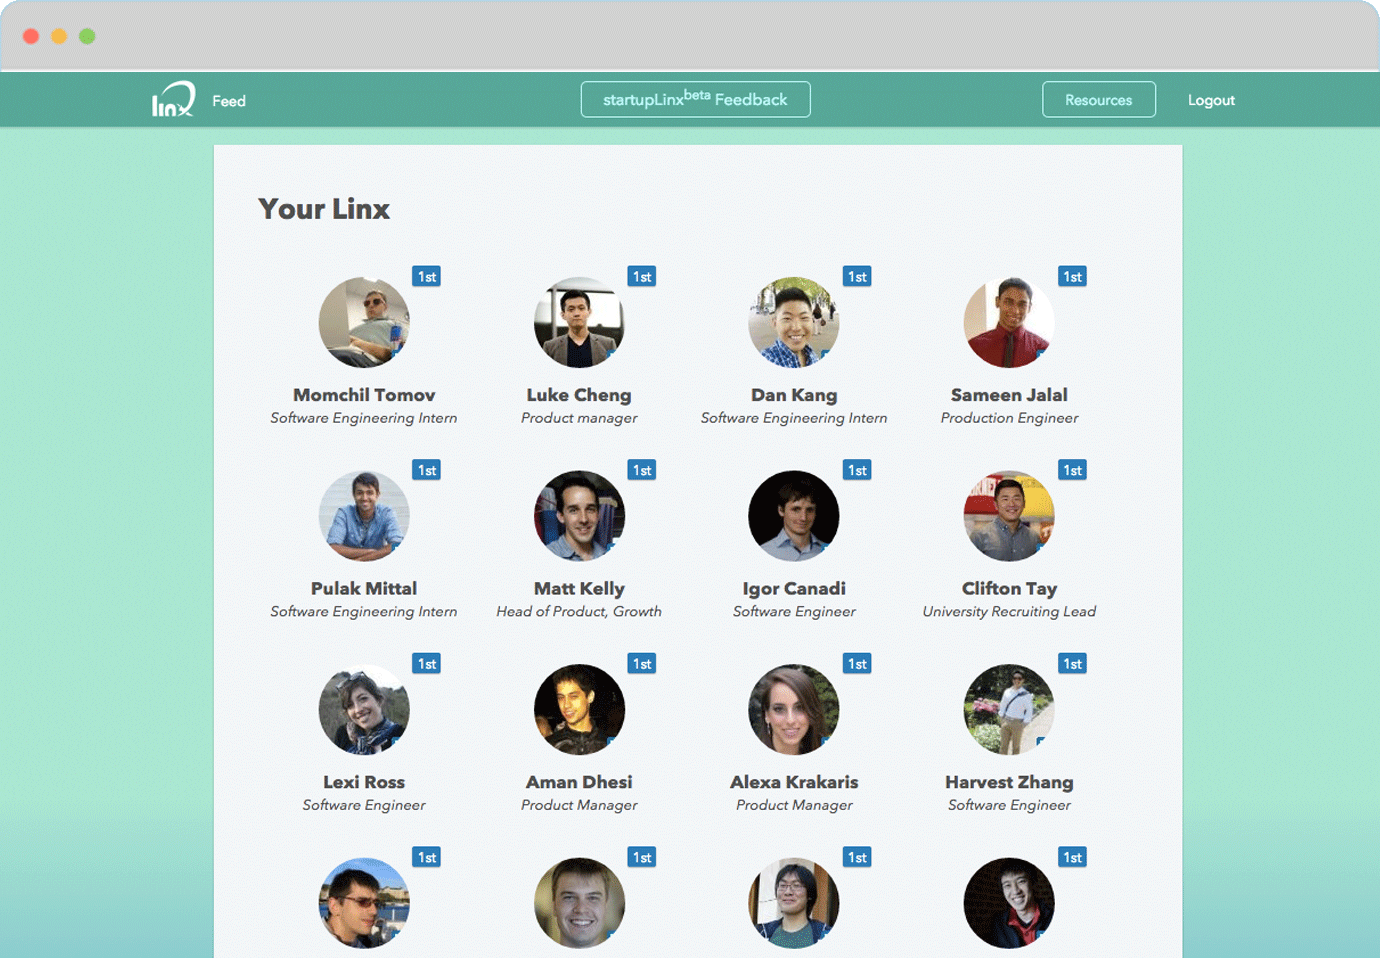 linx Feed startupLinxbeta Feedback Resources Logout
Your Linx
1st 1st 1st 1st
Momchil Tomov Luke Cheng Dan Kang Sameen Jalal
Software Engineering Intern Product manager Software Engineering Intern Production Engineer
1st 1st 1st 1st
Pulak Mittal Matt Kelly Igor Canadi Clifton Tay
Software Engineering Intern Head of Product, Growth Software Engineer University Recruiting Lead
1st 1st 1st 1st
Lexi Ross Aman Dhesi Alexa Krakaris Harvest Zhang
Software Engineer Product Manager Product Manager Software Engineer
1st 1st 1st 1st